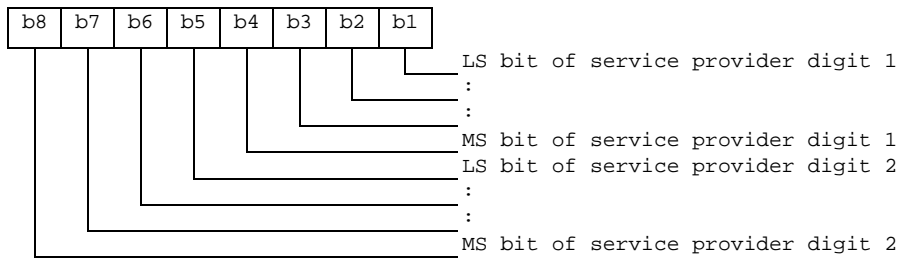 b8 b7 b6 b5 b4 b3 b2 b1
LS bit of service provider digit 1
:
:
MS bit of service provider digit 1
LS bit of service provider digit 2
:
:
MS bit of service provider digit 2